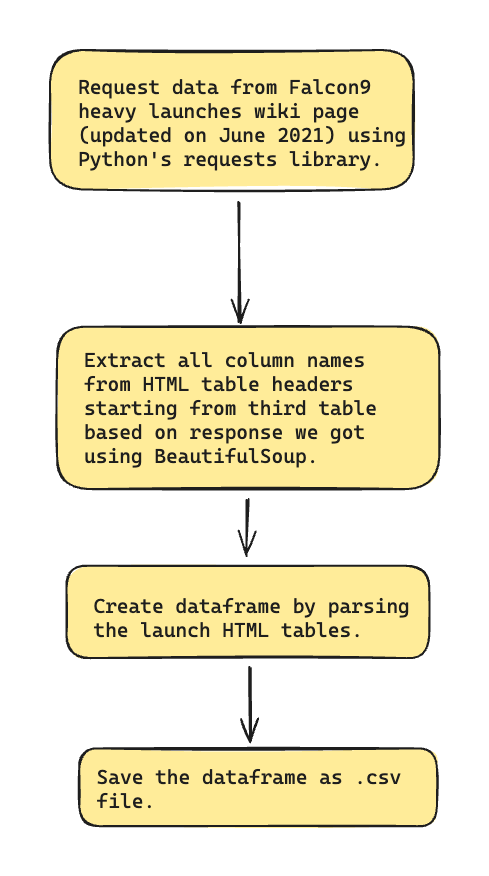 Request data from Falcon9
heavy launches wiki page
(updated on June 2021) using
Python's requests library.
Extract all column names
from HTML table headers
starting from third table
based on response we got
using BeautifulSoup.
Create dataframe by parsing
the launch HTML tables.
Save the dataframe as .csv
file.